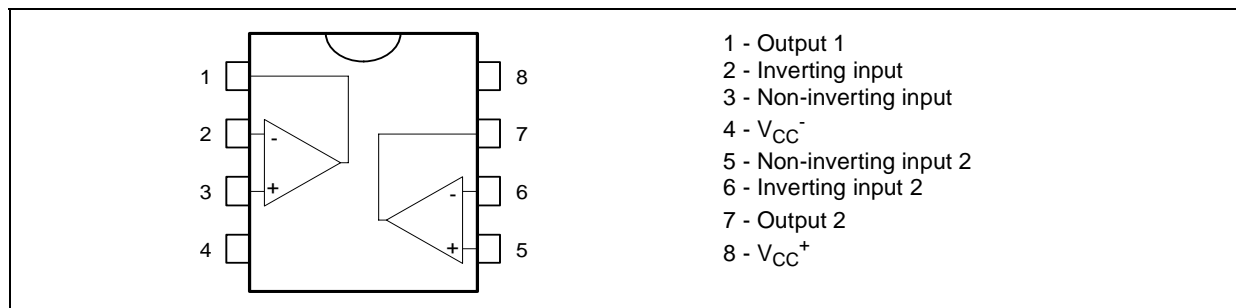 1
2
3
4
8
7
6
5
-
+
-
+
1 - Output 1
2 - Inverting input
3 - Non-inverting input
4 - VCC-
5 - Non-inverting input 2
6 - Inverting input 2
7 - Output 2
8 - VCC+